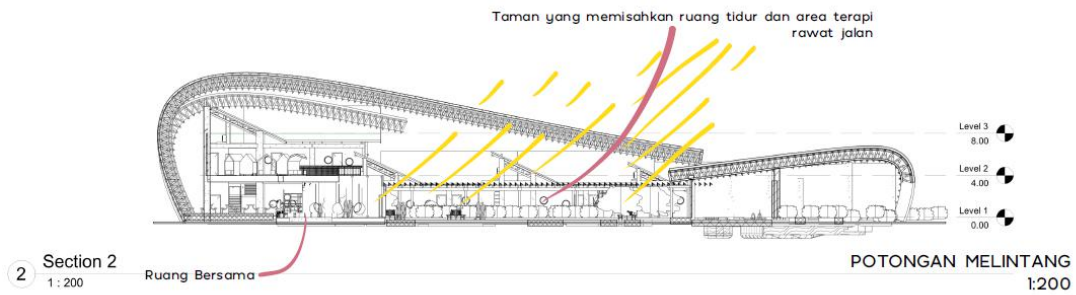 Taman yang memisahkan ruang tidur dan area terapi
rawat jalan
Level 3
8.00
Level 2
4.00
Level 1
0.00
2
Section 2
1 : 200
Ruang Bersama
POTONGAN MELINTANG
1:200